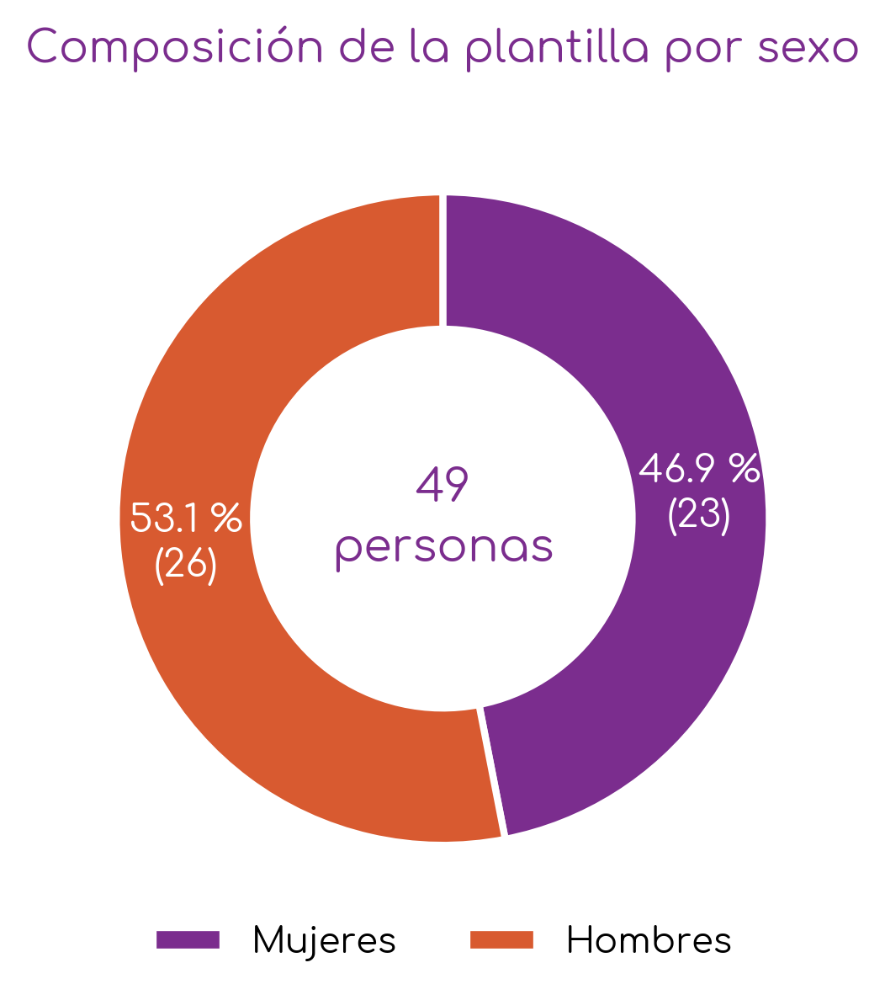 Composición de la plantilla por sexo
46.9 %
(23)
49
personas
53.1 %
(26)
Mujeres
Hombres